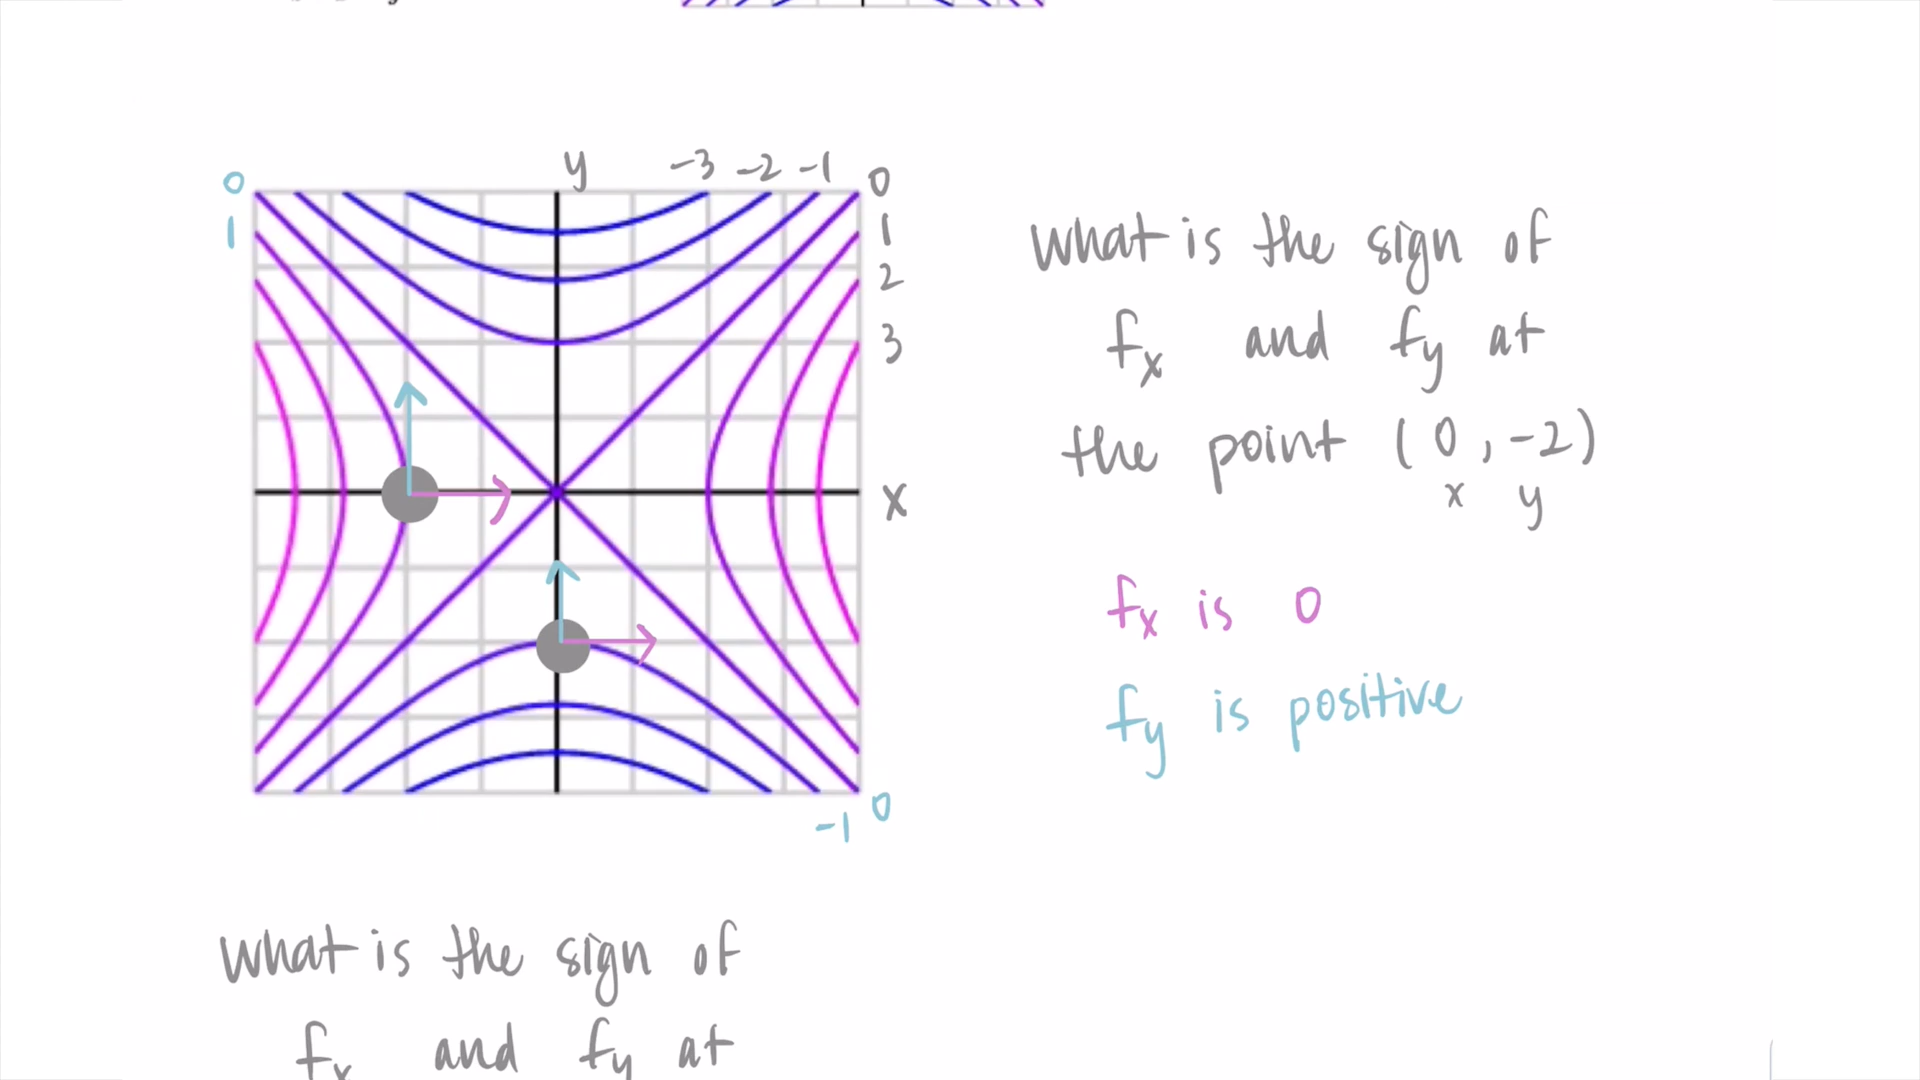 y -3 -2 -1 0
0
1
1
2
3
x
-1 0
what is the sign of
fx and fy at
the point (0, -2)
x y
fx is 0
fy is positive
what is the sign of
fx and fy at